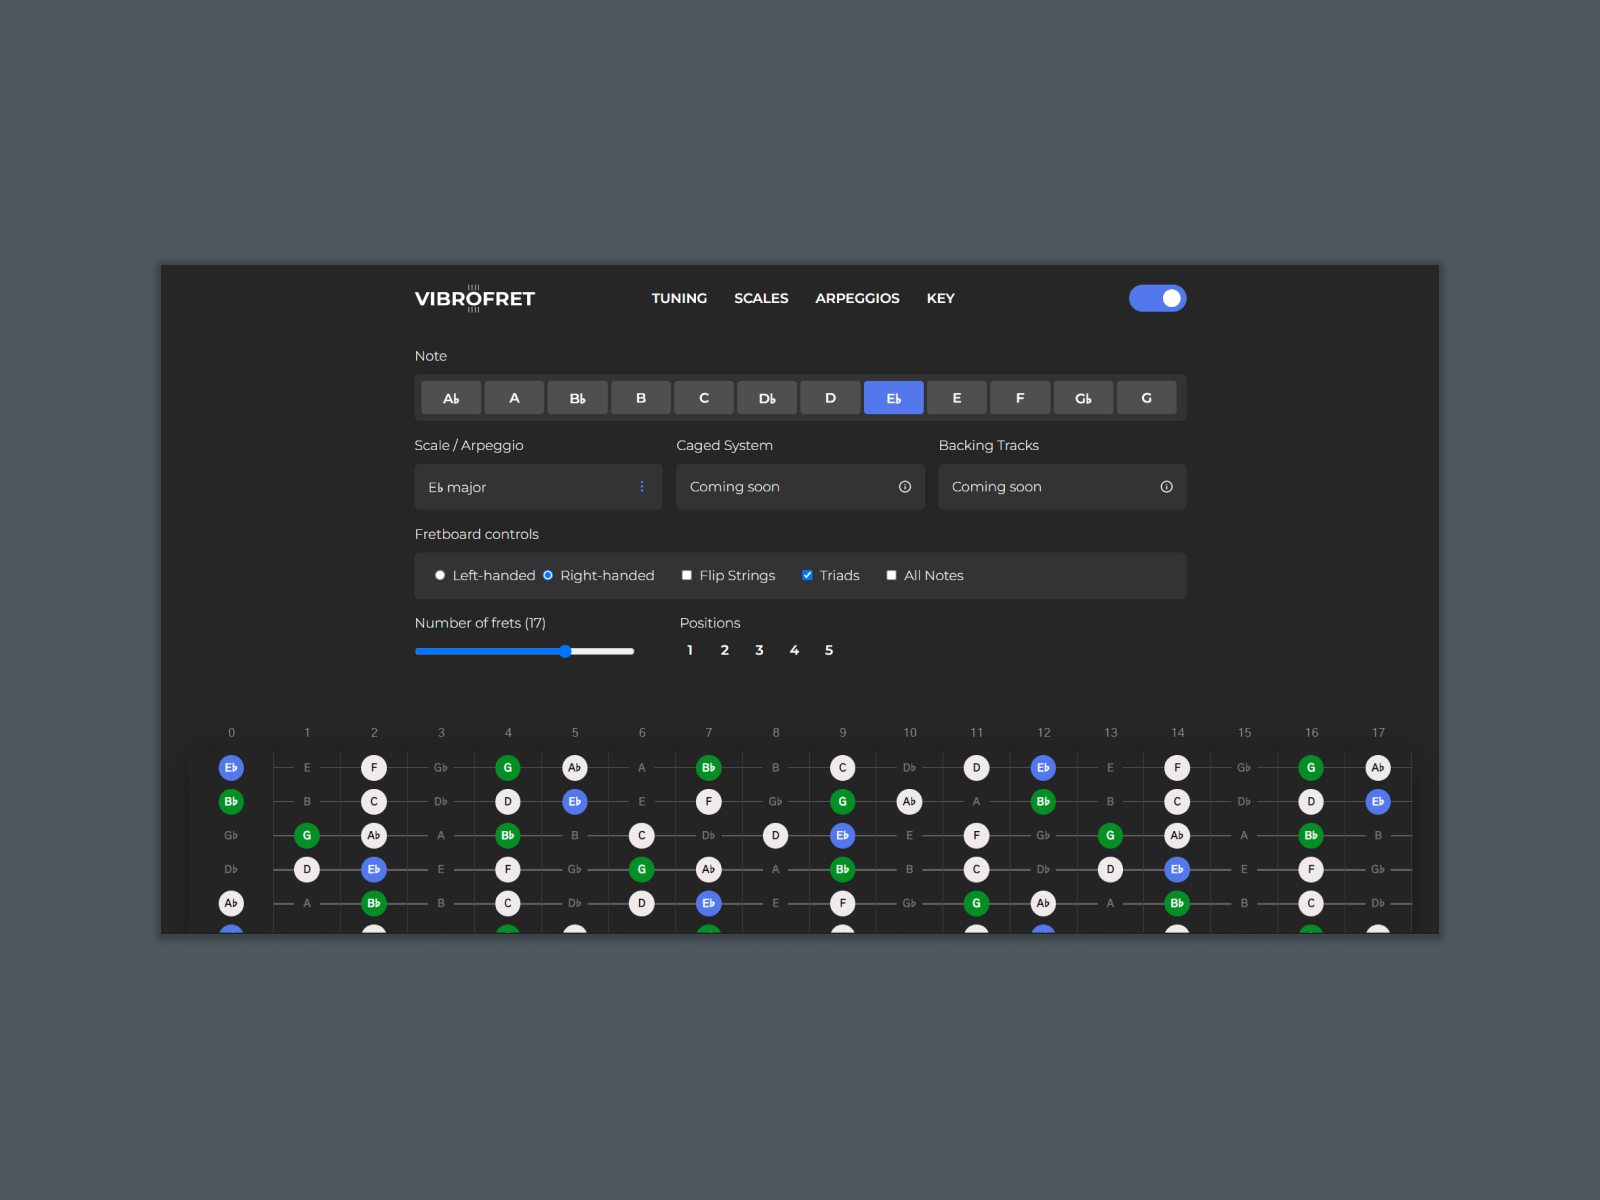 VIBROFRET TUNING SCALES ARPEGGIOS KEY
Note
A♭ A B♭ B C D♭ D E♭ E F G♭ G
Scale / Arpeggio Caged System Backing Tracks
E♭ major Coming soon Coming soon
Fretboard controls
Left-handed Right-handed Flip Strings Triads All Notes
Number of frets (17) Positions
1 2 3 4 5
0 1 2 3 4 5 6 7 8 9 10 11 12 13 14 15 16 17
E♭ E F G♭ G A♭ A B♭ B C D♭ D E♭ E F G♭ G A♭
B♭ B C D♭ D E♭ E F G♭ G A♭ A B♭ B C D♭ D E♭
G♭ G A♭ A B♭ B C D♭ D E♭ E F G♭ G A♭ A B♭ B
D♭ D E♭ E F G♭ G A♭ A B♭ B C D♭ D E♭ E F G♭
A♭ A B♭ B C D♭ D E♭ E F G♭ G A♭ A B♭ B C D♭